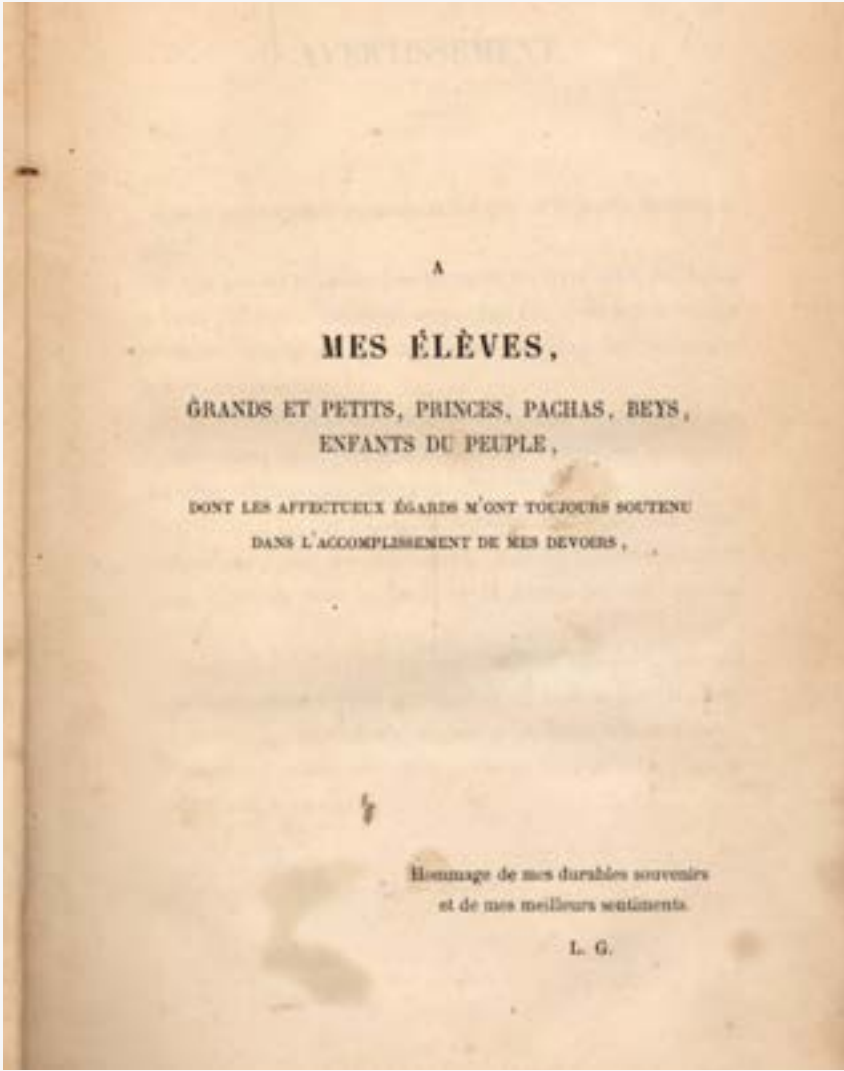 A
MES ÉLÈVES,
GRANDS ET PETITS, PRINCES, PACHAS, BEYS,
ENFANTS DU PEUPLE,
DONT LES AFFECTUEUX ÉGARDS M'ONT TOUJOURS SOUTENU
DANS L'ACCOMPLISSEMENT DE MES DEVOIRS,
Hommage de mes durables souvenirs
et de mes meilleurs sentiments.
L. G.